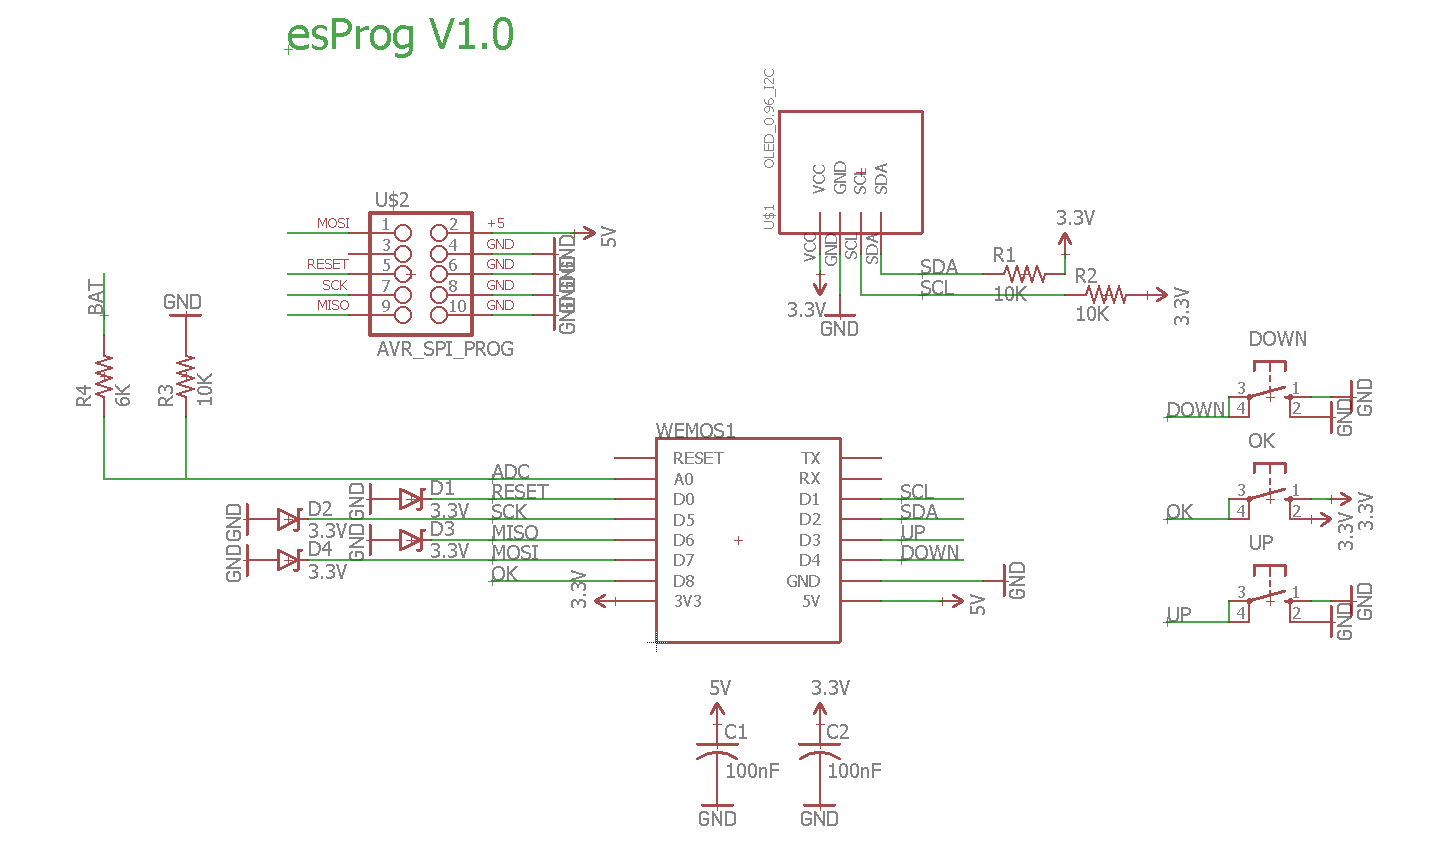 esProg V1.0
OLED_0.96_I2C
U$1
VCC
GND
SCL
SDA
VCC
GND
SCL
SDA
3.3V
GND
SDA
SCL
R1
10K
3.3V
R2
10K
3.3V
U$2
MOSI
1
2
+5
3
4
GND
RESET
5
6
GND
SCK
7
8
GND
MISO
9
10
GND
AVR_SPI_PROG
5V
GND
GND
GND
GND
BAT
R4
6K
GND
R3
10K
WEMOS1
RESET
TX
A0
RX
D0
D1
D5
D2
D6
D3
D7
D4
D8
GND
3V3
5V
ADC
RESET
SCK
MISO
MOSI
OK
3.3V
GND
D1
3.3V
GND
D2
3.3V
GND
D3
3.3V
GND
D4
3.3V
SCL
SDA
UP
DOWN
GND
5V
DOWN
DOWN
3
4
1
2
GND
GND
OK
OK
3
4
1
2
3.3V
3.3V
UP
UP
3
4
1
2
GND
GND
5V
C1
100nF
GND
3.3V
C2
100nF
GND